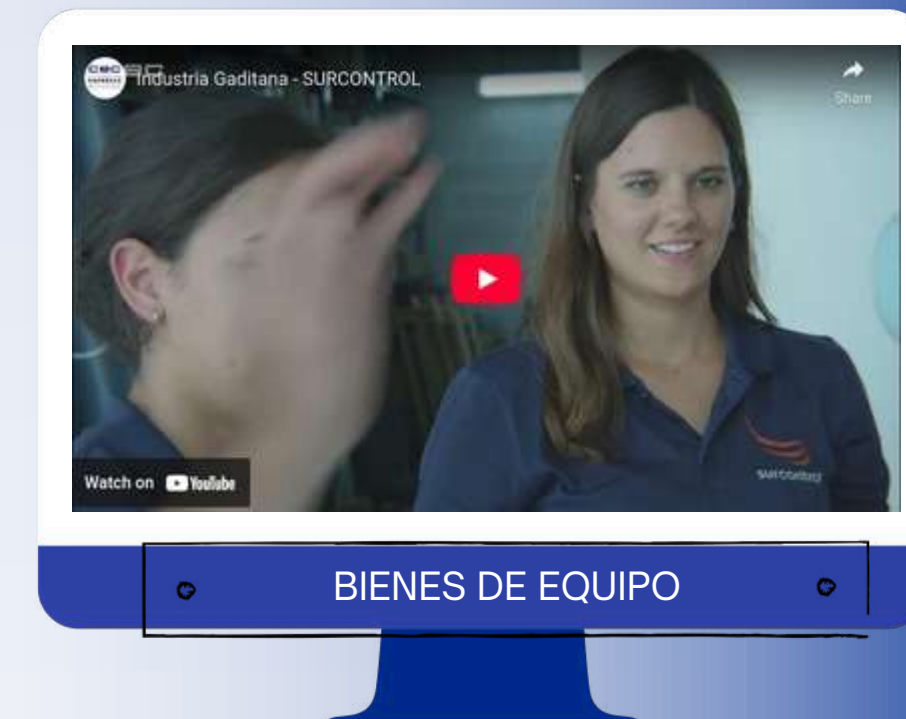 Industria Gaditana - SURCONTROL
Share
Watch on YouTube
BIENES DE EQUIPO